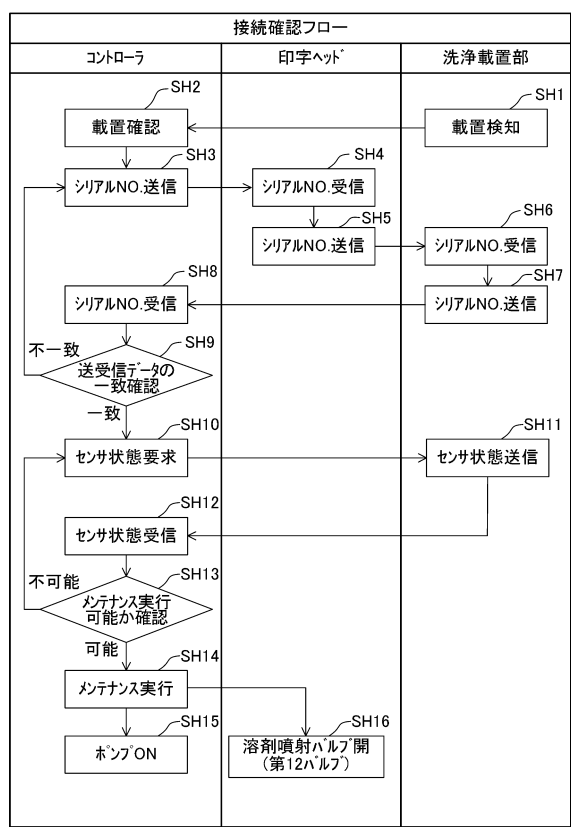 接続確認フロー
コントローラ
印字ヘッド
洗浄載置部
SH2
載置確認
SH1
載置検知
SH3
シリアルNO.送信
SH4
シリアルNO.受信
SH5
シリアルNO.送信
SH6
シリアルNO.受信
SH7
シリアルNO.送信
SH8
シリアルNO.受信
不一致
SH9
送受信データの
一致確認
一致
SH10
センサ状態要求
SH11
センサ状態送信
SH12
センサ状態受信
不可能
SH13
メンテナンス実行
可能か確認
可能
SH14
メンテナンス実行
SH15
ポンプON
SH16
溶剤噴射バルブ開
(第12バルブ)